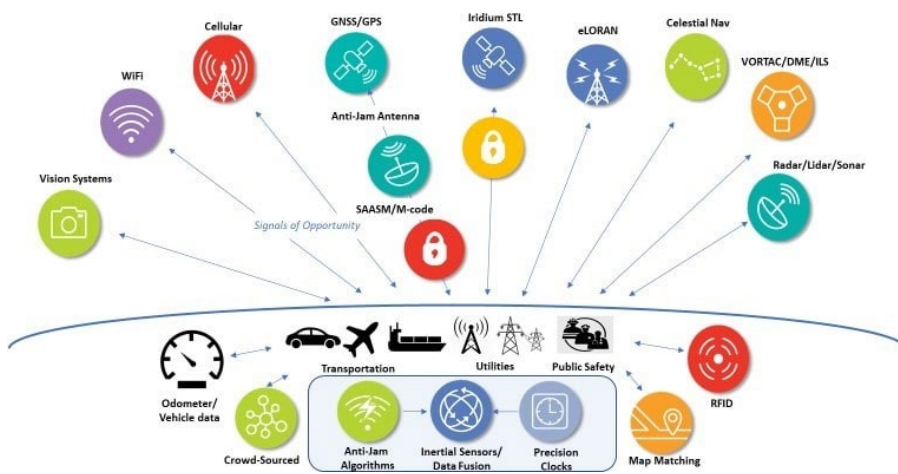 GNSS/GPS
Iridium STL
Cellular
eLORAN
Celestial Nav
WiFi
VORTAC/DME/ILS
Anti-Jam Antenna
Radar/Lidar/Sonar
Vision Systems
SAASM/M-code
Signals of Opportunity
Transportation
Utilities
Public Safety
Odometer/
Vehicle data
RFID
Crowd-Sourced
Anti-Jam
Algorithms
Inertial Sensors/
Data Fusion
Precision
Clocks
Map Matching